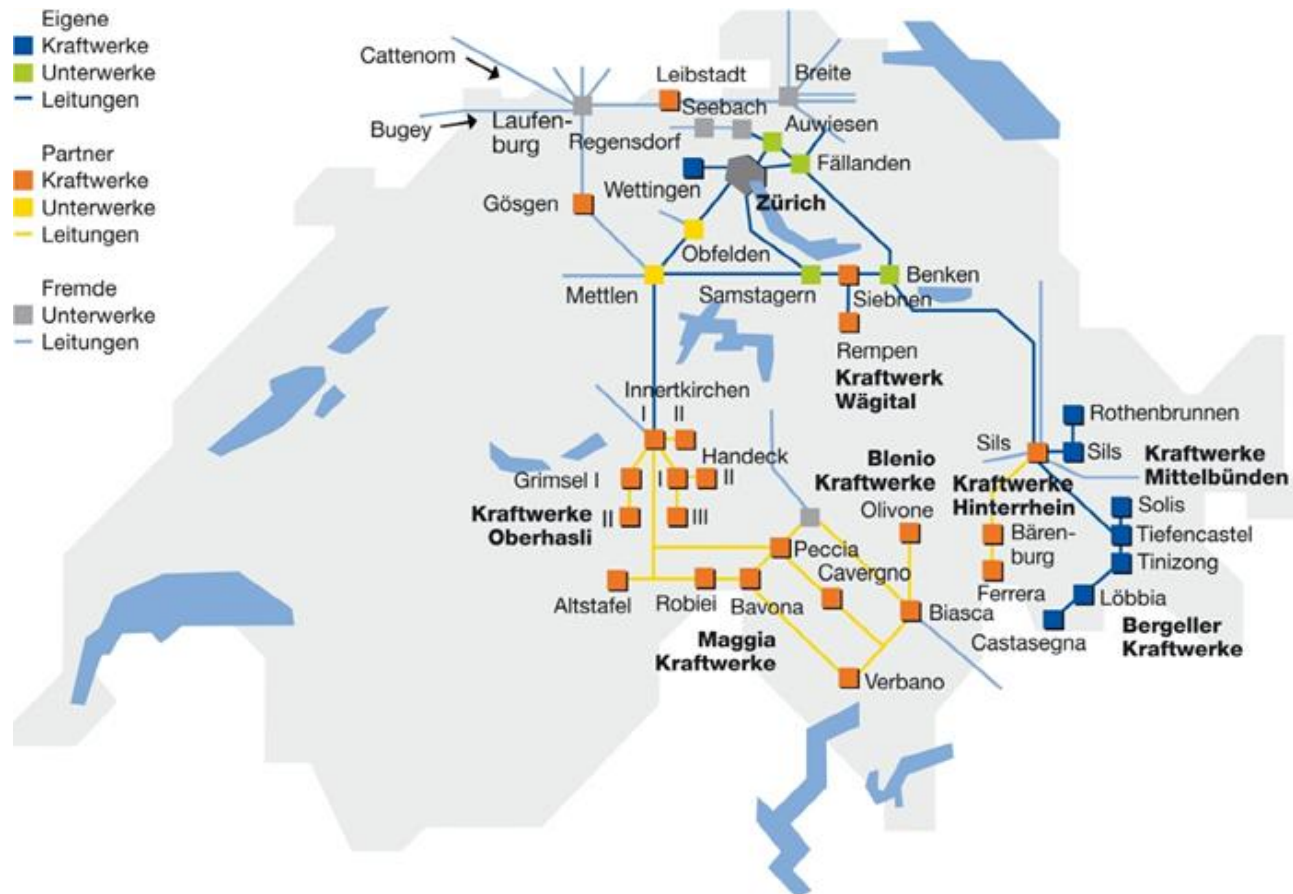 Eigene
Kraftwerke
Unterwerke
Leitungen
Partner
Kraftwerke
Unterwerke
Leitungen
Fremde
Unterwerke
Leitungen
Cattenom
Bugey
Laufen-
burg
Leibstadt
Breite
Seebach
Regensdorf
Auwiesen
Fällanden
Wettingen
Zürich
Gösgen
Obfelden
Mettlen
Samstagern
Siebnen
Benken
Rempen
Kraftwerk
Wägital
Innertkirchen
I II
Handeck
Grimsel I
I II
II
III
Kraftwerke
Oberhasli
Blenio
Kraftwerke
Olivone
Sils
Rothenbrunnen
Sils
Kraftwerke
Mittelbünden
Kraftwerke
Hinterrhein
Solis
Tiefencastel
Tinizong
Bären-
burg
Ferrera
Löbbia
Castasegna
Bergeller
Kraftwerke
Peccia
Cavergno
Altstafel
Robiei
Bavona
Biasca
Maggia
Kraftwerke
Verbano